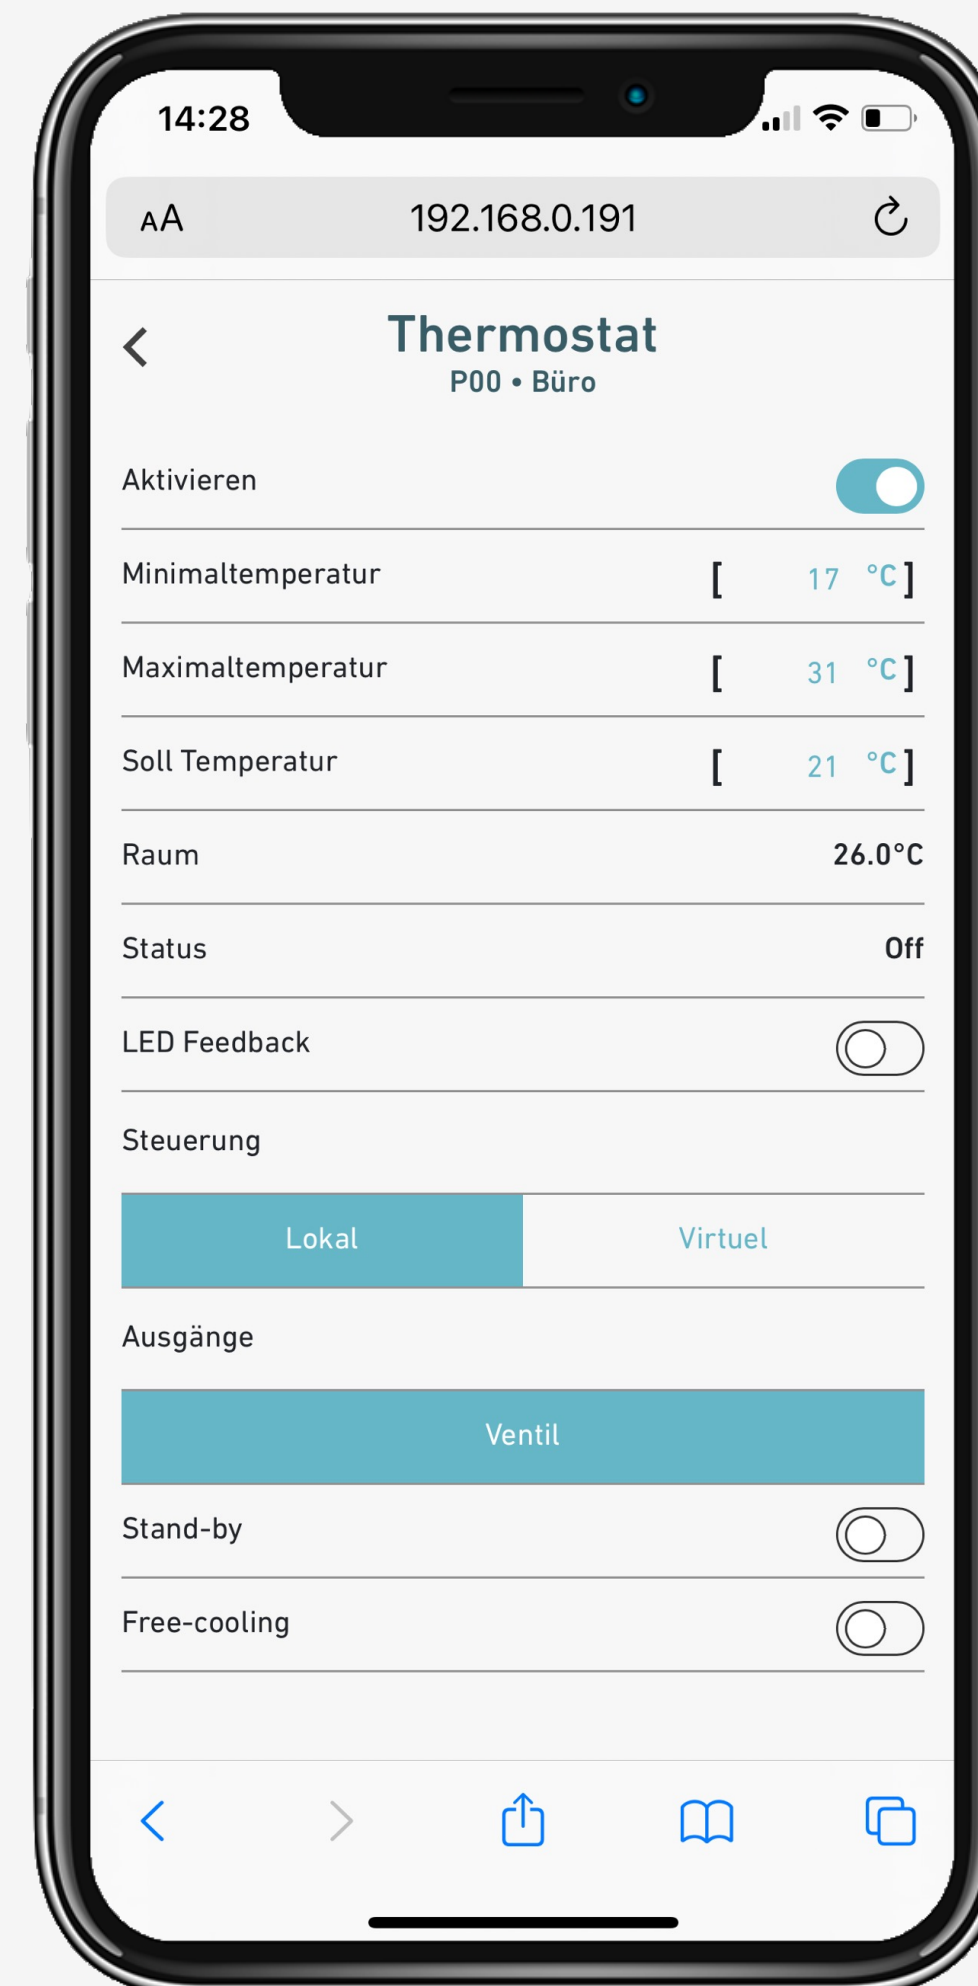 14:28
AA 192.168.0.191
Thermostat
P00 • Büro
Aktivieren
Minimaltemperatur [ 17 °C]
Maximaltemperatur [ 31 °C]
Soll Temperatur [ 21 °C]
Raum 26.0°C
Status Off
LED Feedback
Steuerung
Lokal Virtuel
Ausgänge
Ventil
Stand-by
Free-cooling